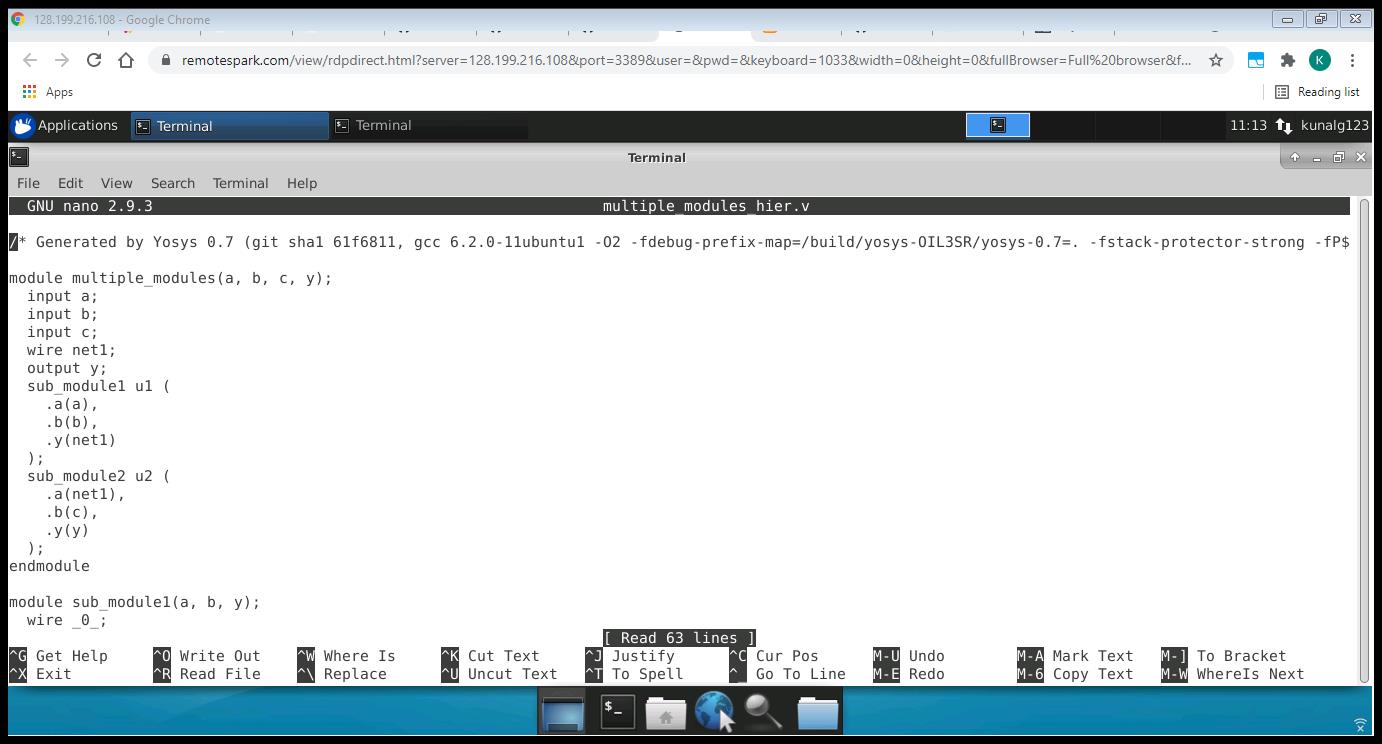 128.199.216.108 - Google Chrome
remotespark.com/view/rdpdirect.html?server=128.199.216.108&port=3389&user=&pwd=&keyboard=1033&width=0&height=0&fullBrowser=Full%20browser&f...
K
Apps
Reading list
Applications
Terminal
Terminal
11:13
kunalg123
Terminal
File Edit View Search Terminal Help
GNU nano 2.9.3 multiple_modules_hier.v
/* Generated by Yosys 0.7 (git sha1 61f6811, gcc 6.2.0-11ubuntu1 -O2 -fdebug-prefix-map=/build/yosys-OIL3SR/yosys-0.7=. -fstack-protector-strong -fP$
module multiple_modules(a, b, c, y);
  input a;
  input b;
  input c;
  wire net1;
  output y;
  sub_module1 u1 (
    .a(a),
    .b(b),
    .y(net1)
  );
  sub_module2 u2 (
    .a(net1),
    .b(c),
    .y(y)
  );
endmodule
module sub_module1(a, b, y);
  wire _0_;
[ Read 63 lines ]
^G Get Help ^O Write Out ^W Where Is ^K Cut Text ^J Justify ^C Cur Pos M-U Undo M-A Mark Text M-] To Bracket
^X Exit ^R Read File ^\ Replace ^U Uncut Text ^T To Spell ^_ Go To Line M-E Redo M-6 Copy Text M-W WhereIs Next